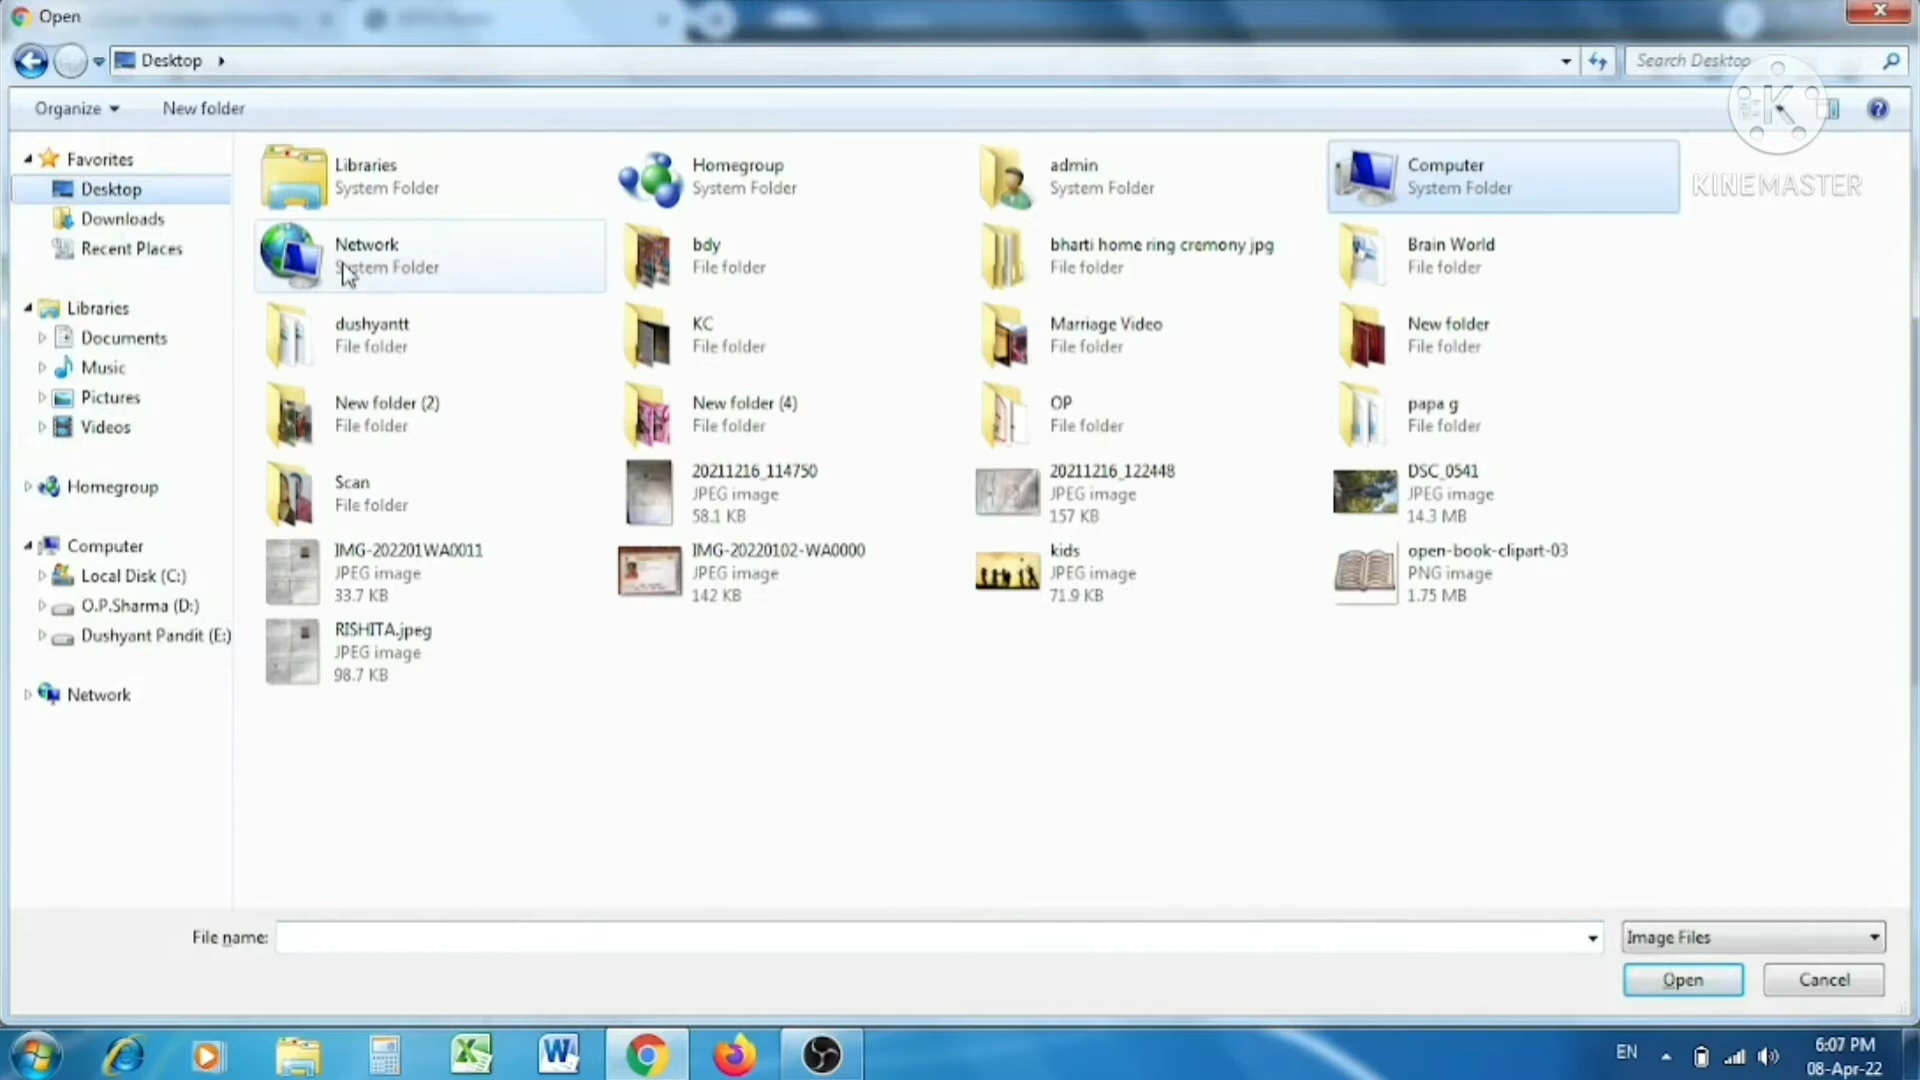 Open
Desktop
Search Desktop
Organize
New folder
KINEMASTER
Favorites
Desktop
Downloads
Recent Places
Libraries
Documents
Music
Pictures
Videos
Homegroup
Computer
Local Disk (C:)
O.P.Sharma (D:)
Dushyant Pandit (E:)
Network
Libraries
System Folder
Homegroup
System Folder
admin
System Folder
Computer
System Folder
Network
System Folder
bdy
File folder
bharti home ring cremony jpg
File folder
Brain World
File folder
dushyantt
File folder
KC
File folder
Marriage Video
File folder
New folder
File folder
New folder (2)
File folder
New folder (4)
File folder
OP
File folder
papa g
File folder
Scan
File folder
20211216_114750
JPEG image
58.1 KB
20211216_122448
JPEG image
157 KB
DSC_0541
JPEG image
14.3 MB
IMG-202201WA0011
JPEG image
33.7 KB
IMG-20220102-WA0000
JPEG image
142 KB
kids
JPEG image
71.9 KB
open-book-clipart-03
PNG image
1.75 MB
RISHITA.jpeg
JPEG image
98.7 KB
File name:
Image Files
Open
Cancel
EN
6:07 PM
08-Apr-22